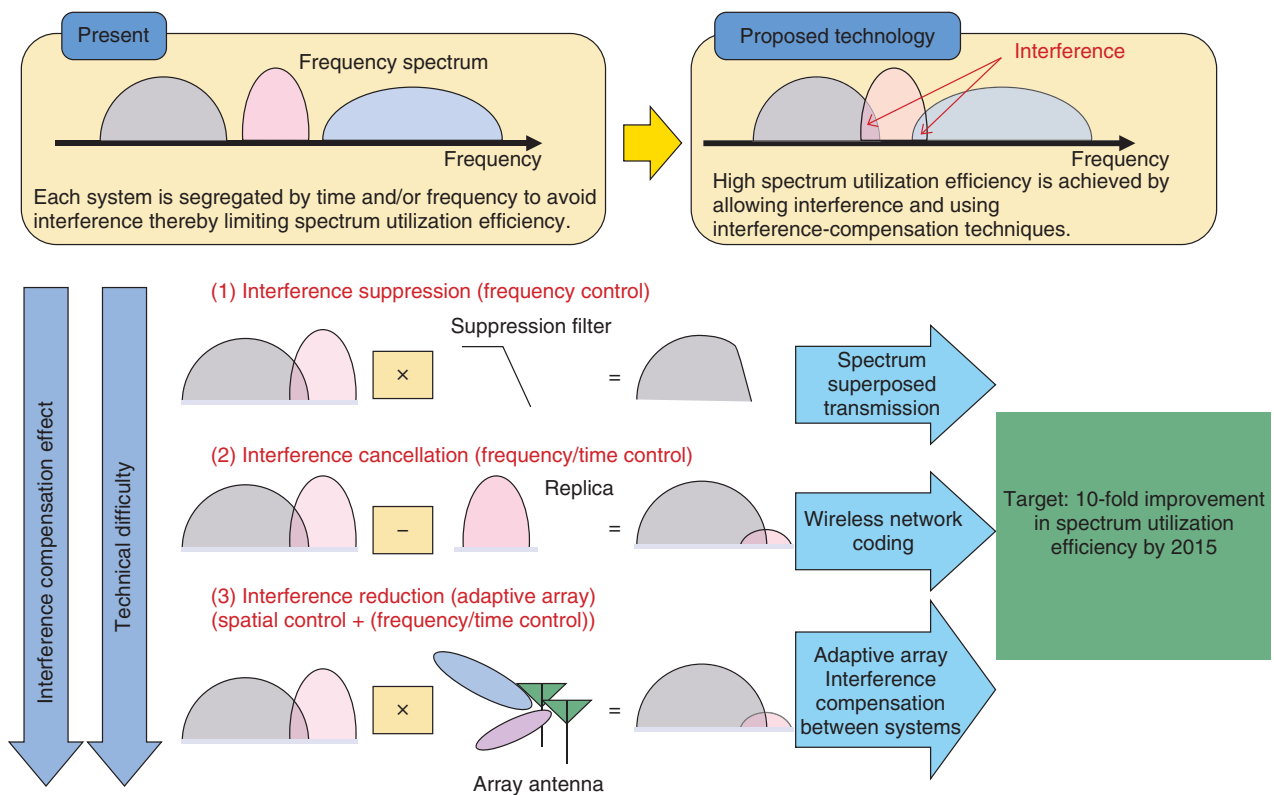 Present
Frequency spectrum
Frequency
Each system is segregated by time and/or frequency to avoid
interference thereby limiting spectrum utilization efficiency.
Proposed technology
Interference
Frequency
High spectrum utilization efficiency is achieved by
allowing interference and using
interference-compensation techniques.
Interference compensation effect
Technical difficulty
(1) Interference suppression (frequency control)
Suppression filter
×
=
Spectrum
superposed
transmission
(2) Interference cancellation (frequency/time control)
Replica
−
=
Wireless network
coding
(3) Interference reduction (adaptive array)
(spatial control + (frequency/time control))
×
=
Array antenna
Adaptive array
Interference
compensation
between systems
Target: 10-fold improvement
in spectrum utilization
efficiency by 2015